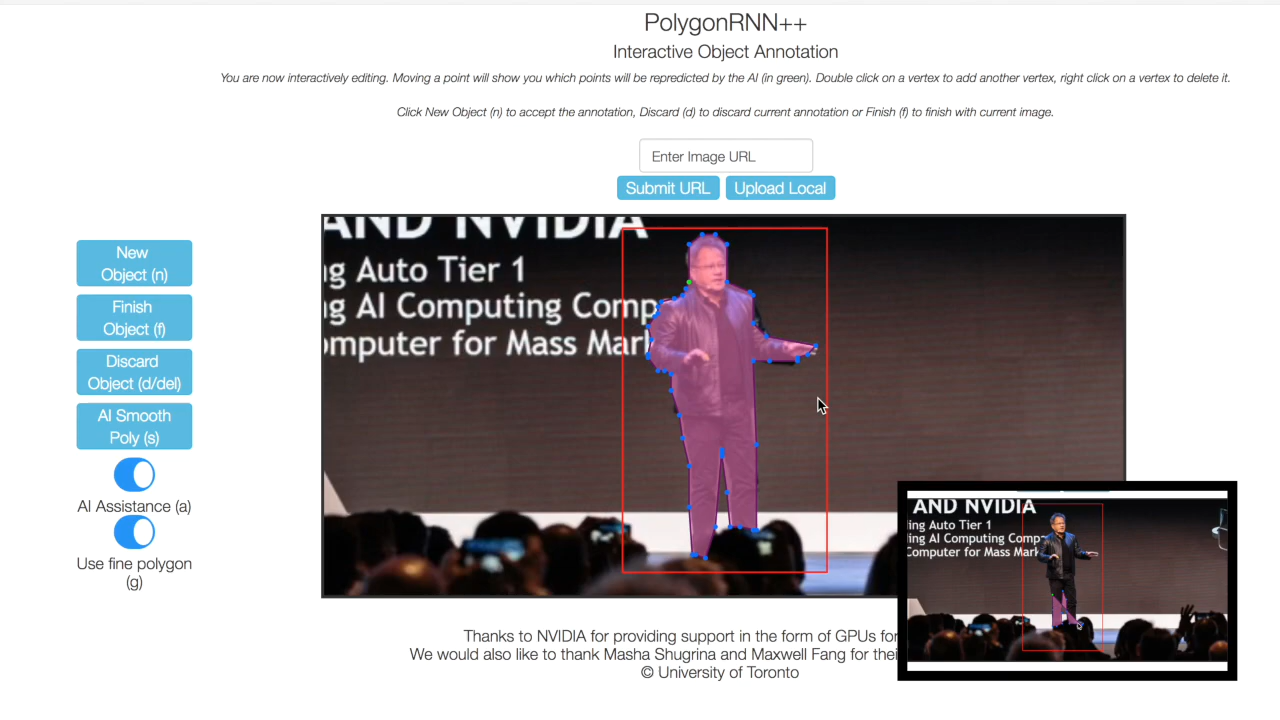 PolygonRNN++
Interactive Object Annotation
You are now interactively editing. Moving a point will show you which points will be repredicted by the AI (in green). Double click on a vertex to add another vertex, right click on a vertex to delete it.
Click New Object (n) to accept the annotation, Discard (d) to discard current annotation or Finish (f) to finish with current image.
Enter Image URL
Submit URL Upload Local
New
Object (n)
Finish
Object (f)
Discard
Object (d/del)
AI Smooth
Poly (s)
AI Assistance (a)
Use fine polygon
(g)
AND NVIDIA
ng Auto Tier 1
ng AI Computing Comp
omputer for Mass Mark
AND NVIDIA
ing Auto Tier 1
ing AI Computing Comp
Computer for Mass Mark
Thanks to NVIDIA for providing support in the form of GPUs for
We would also like to thank Masha Shugrina and Maxwell Fang for thei
© University of Toronto